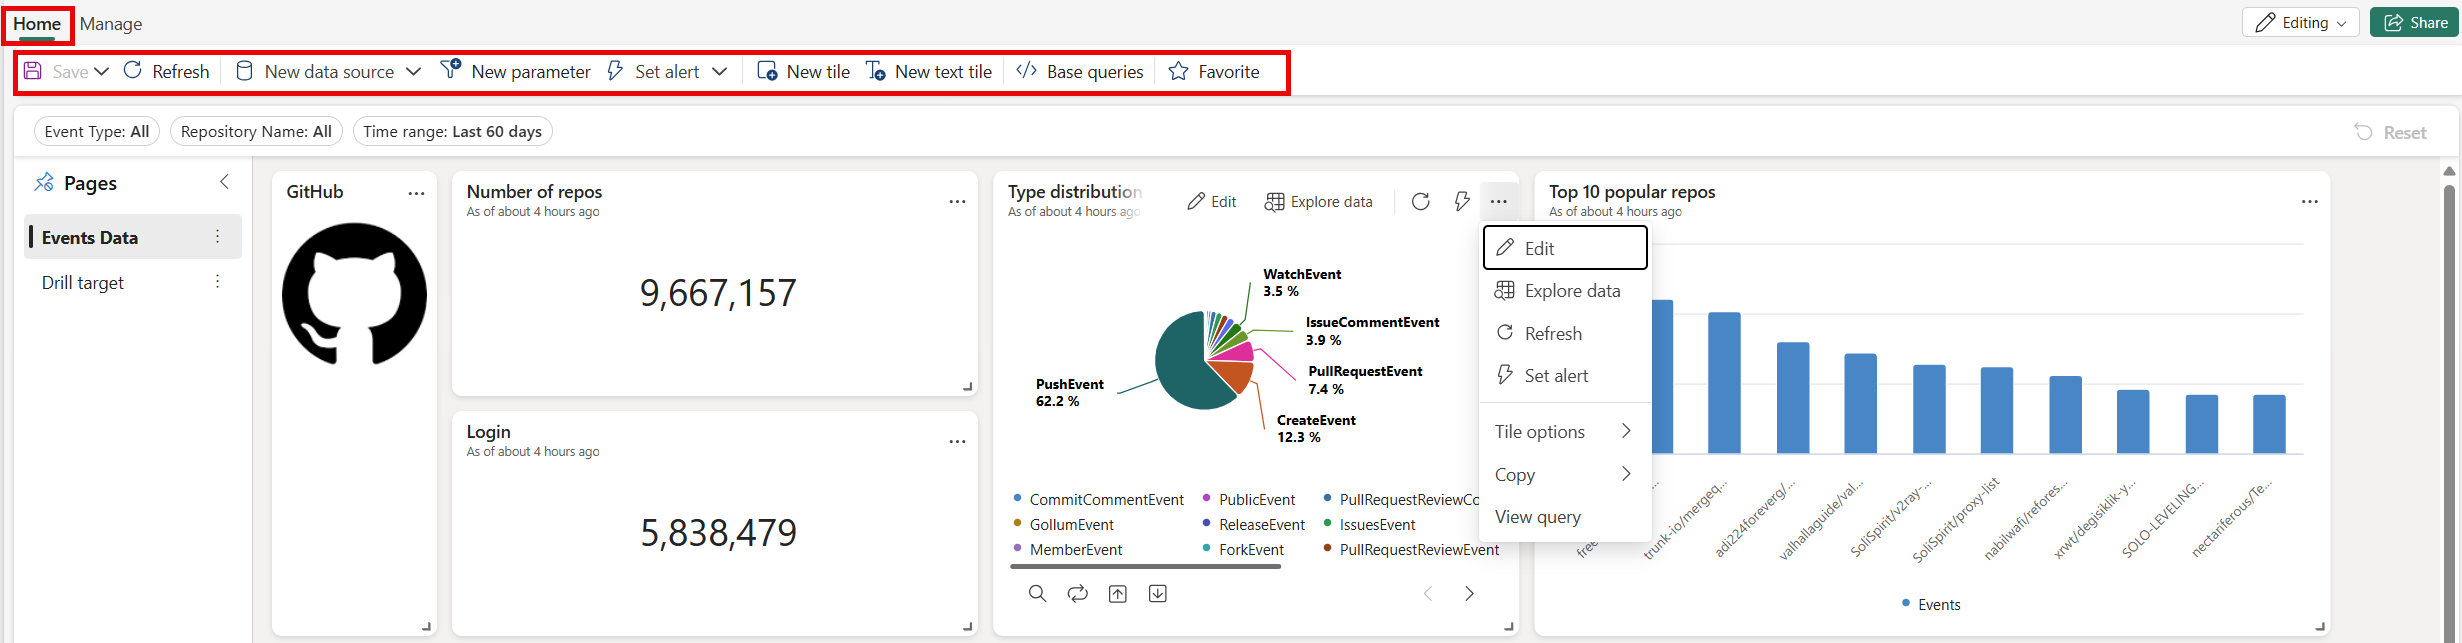 Home Manage
Editing Share
Save Refresh New data source New parameter Set alert New tile New text tile Base queries Favorite
Event Type: All Repository Name: All Time range: Last 60 days
Reset
Pages
Events Data
Drill target
GitHub
Number of repos
As of about 4 hours ago
9,667,157
Login
As of about 4 hours ago
5,838,479
Type distribution
As of about 4 hours ago
Edit Explore data
WatchEvent
3.5 %
IssueCommentEvent
3.9 %
PullRequestEvent
7.4 %
PushEvent
62.2 %
CreateEvent
12.3 %
CommitCommentEvent PublicEvent PullRequestReviewCo
GollumEvent ReleaseEvent IssuesEvent
MemberEvent ForkEvent PullRequestReviewEvent
Edit
Explore data
Refresh
Set alert
Tile options
Copy
View query
Top 10 popular repos
As of about 4 hours ago
free
trunk-io/mergeq...
adi224foreverg/...
valhallaguide/val...
SoliSpirit/v2ray-...
SoliSpirit/proxy-list
nabilwafi/refores...
xrwt/degisiklik-y...
SOLO-LEVELING...
nectariferous/Te...
Events